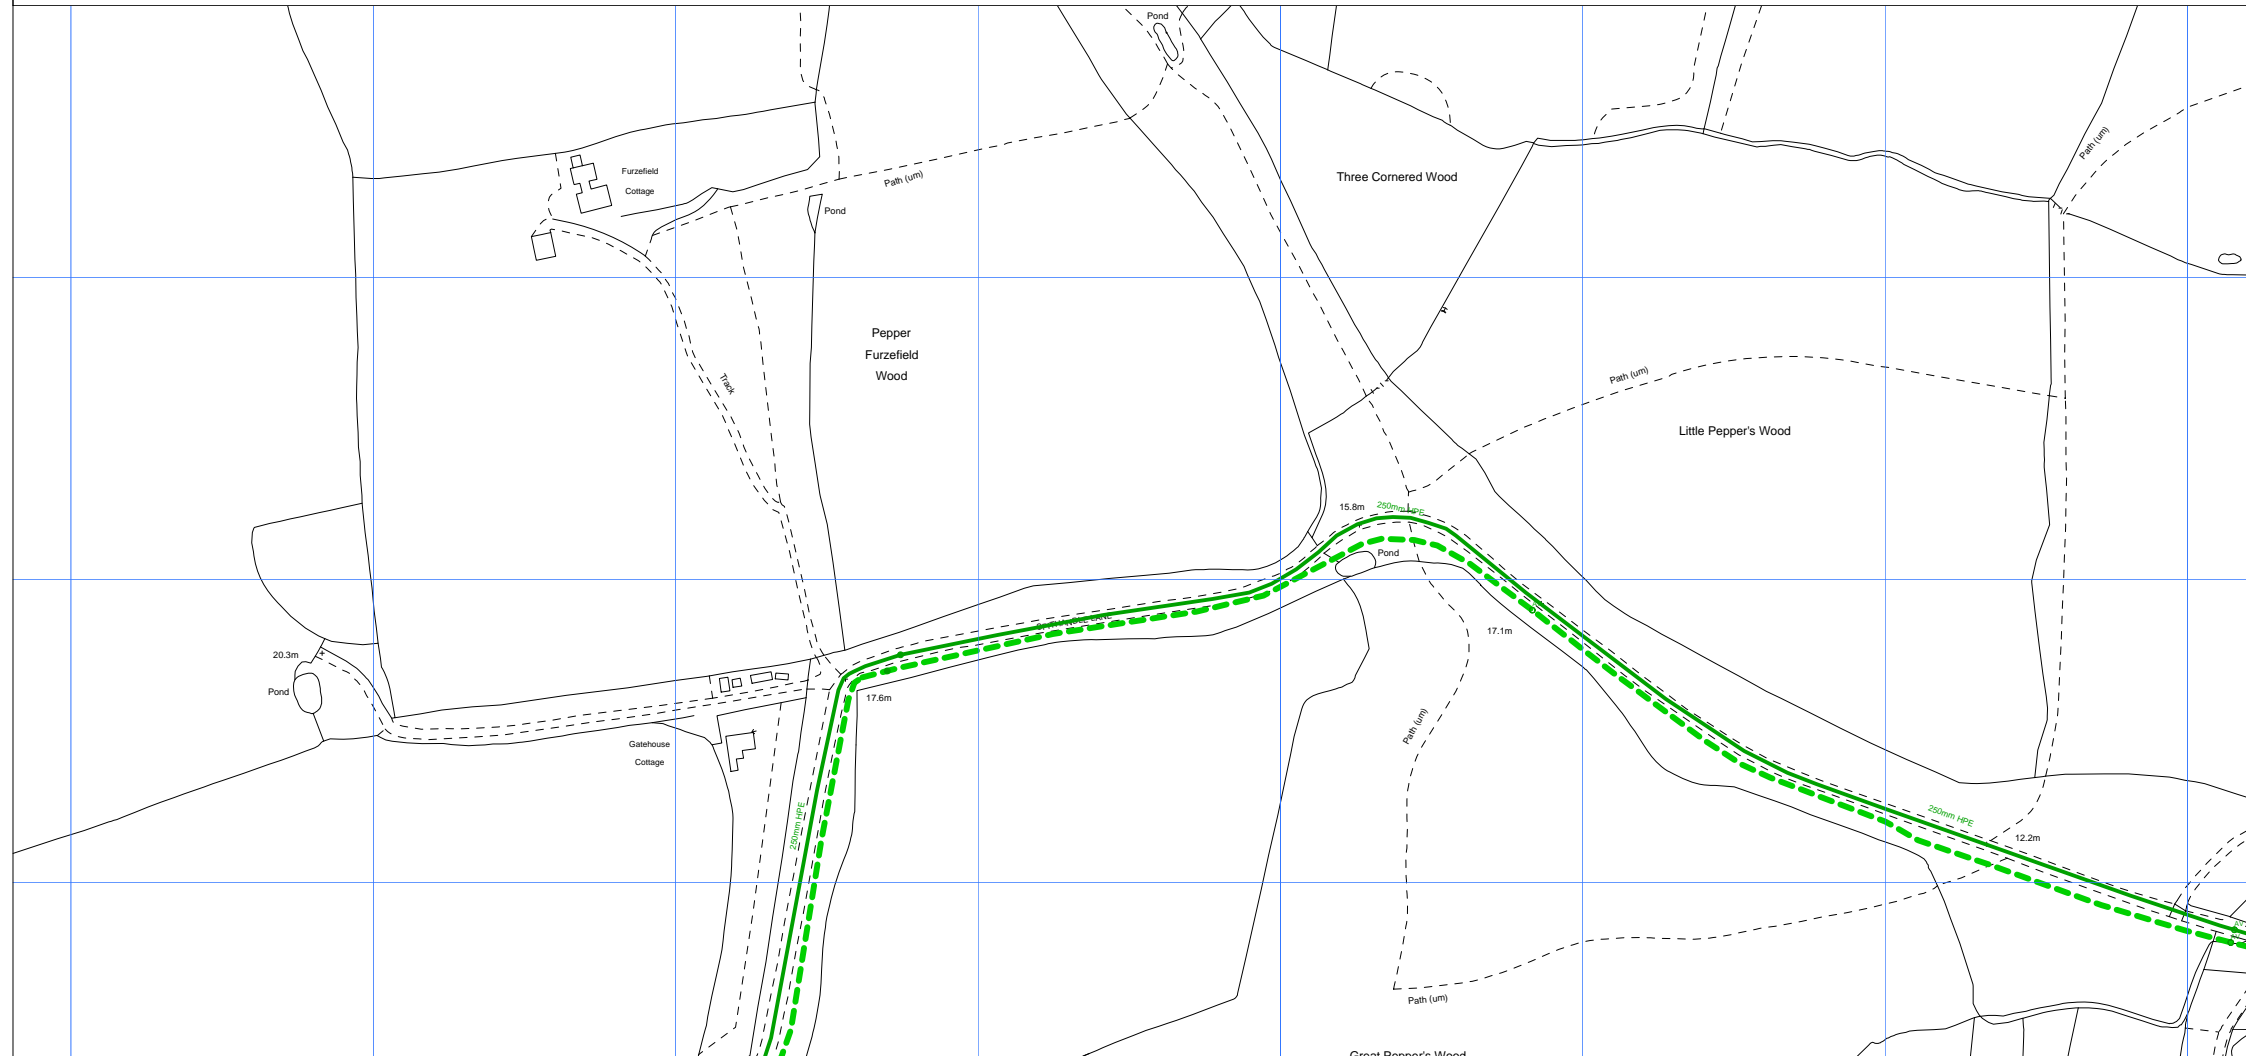 Pond
Path (um)
Furzefield
Cottage
Three Cornered Wood
Path (um)
Pond
Pepper
Furzefield
Wood
Track
Path (um)
Little Pepper's Wood
15.8m
250mm HPE
Pond
LANE
17.1m
20.3m
Pond
17.6m
Path (um)
Gatehouse
Cottage
250mm HPE
250mm HPE
12.2m
Path (um)
Great Pepper's Wood